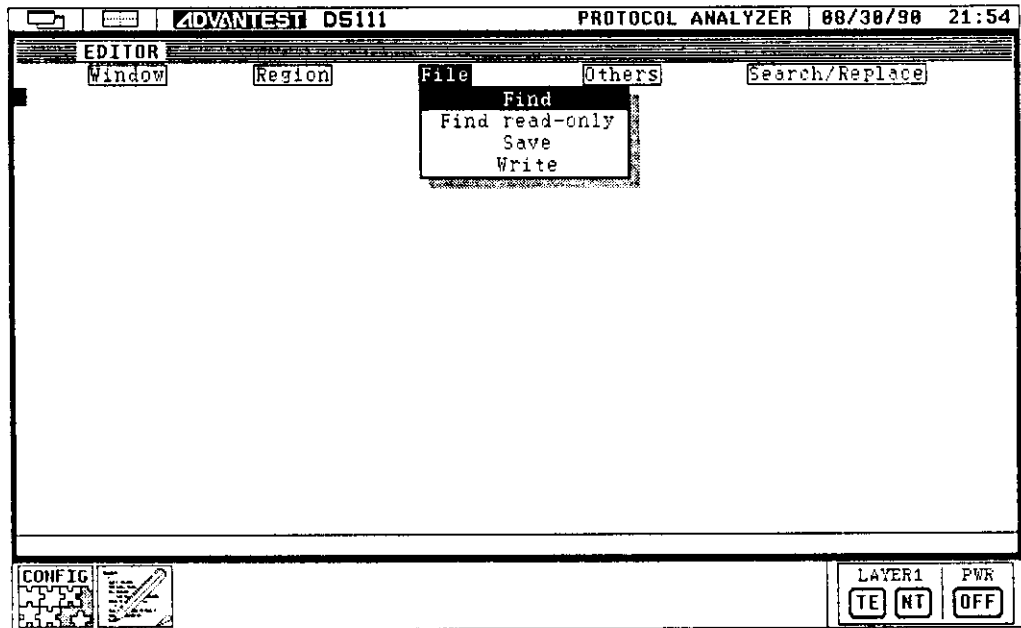 ADVANTEST D5111 PROTOCOL ANALYZER 08/30/90 21:54
EDITOR
Window Region File Others Search/Replace
Find
Find read-only
Save
Write
CONFIG
LAYER1 PWR
TE NT OFF